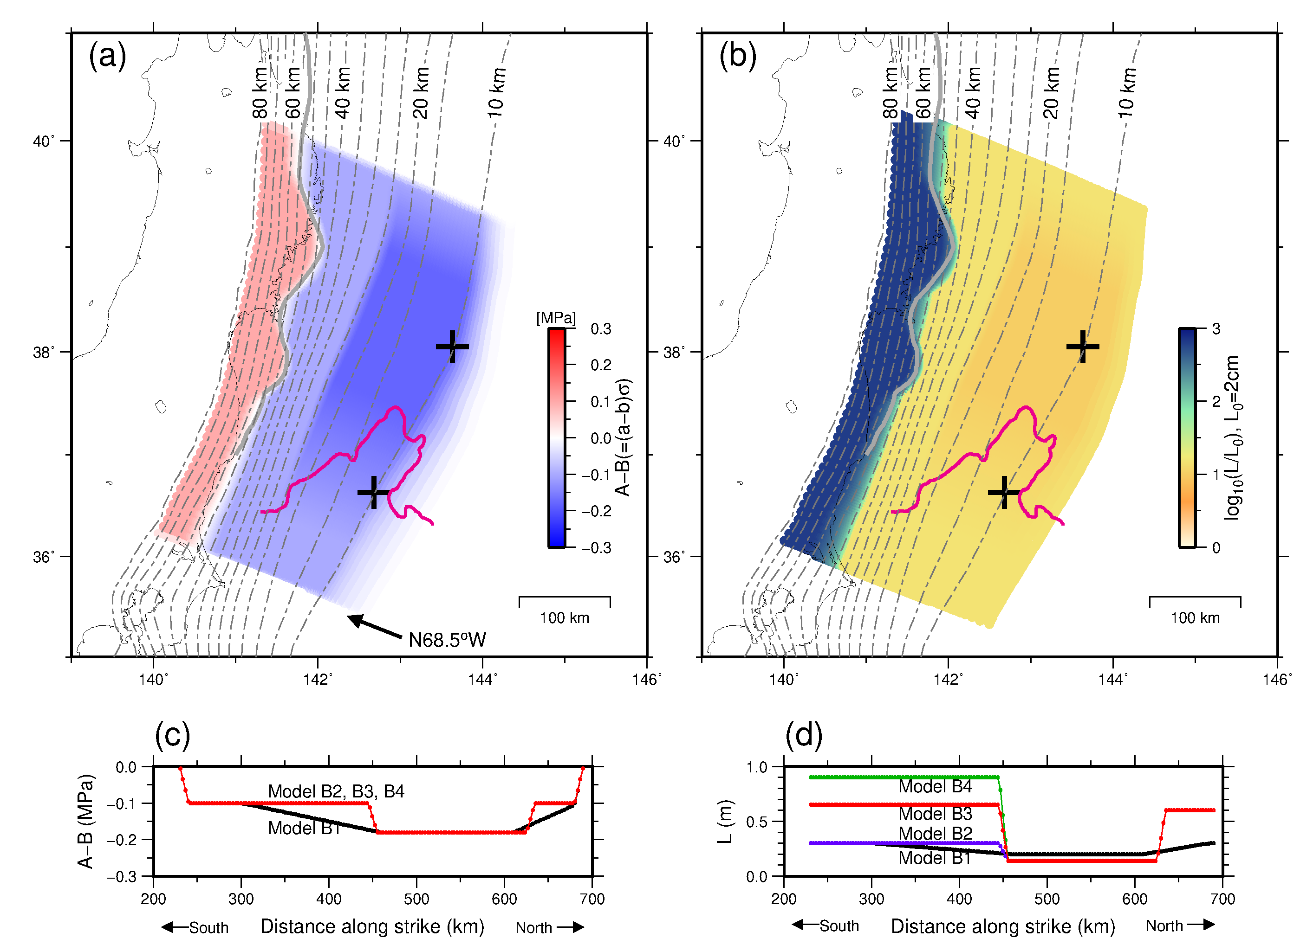 (a)
80 km
60 km
40 km
20 km
10 km
40°
38°
36°
140°
142°
144°
146°
[MPa]
0.3
0.2
0.1
0.0
−0.1
−0.2
−0.3
A−B(=(a−b)σ)
100 km
N68.5°W
(b)
80 km
60 km
40 km
20 km
10 km
40°
38°
36°
140°
142°
144°
146°
3
2
1
0
log10(L/L0), L0=2cm
100 km
(c)
A−B (MPa)
0.0
−0.1
−0.2
−0.3
Model B2, B3, B4
Model B1
200 300 400 500 600 700
South
Distance along strike (km)
North
(d)
L (m)
1.0
0.5
0.0
Model B4
Model B3
Model B2
Model B1
200 300 400 500 600 700
South
Distance along strike (km)
North